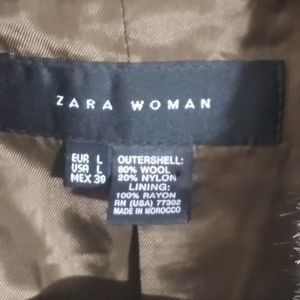 ZARA WOMAN
EUR L
USA L
MEX 30
OUTERSHELL:
80% WOOL
20% NYLON
LINING:
100% RAYON
RN (USA) 77302
MADE IN MOROCCO